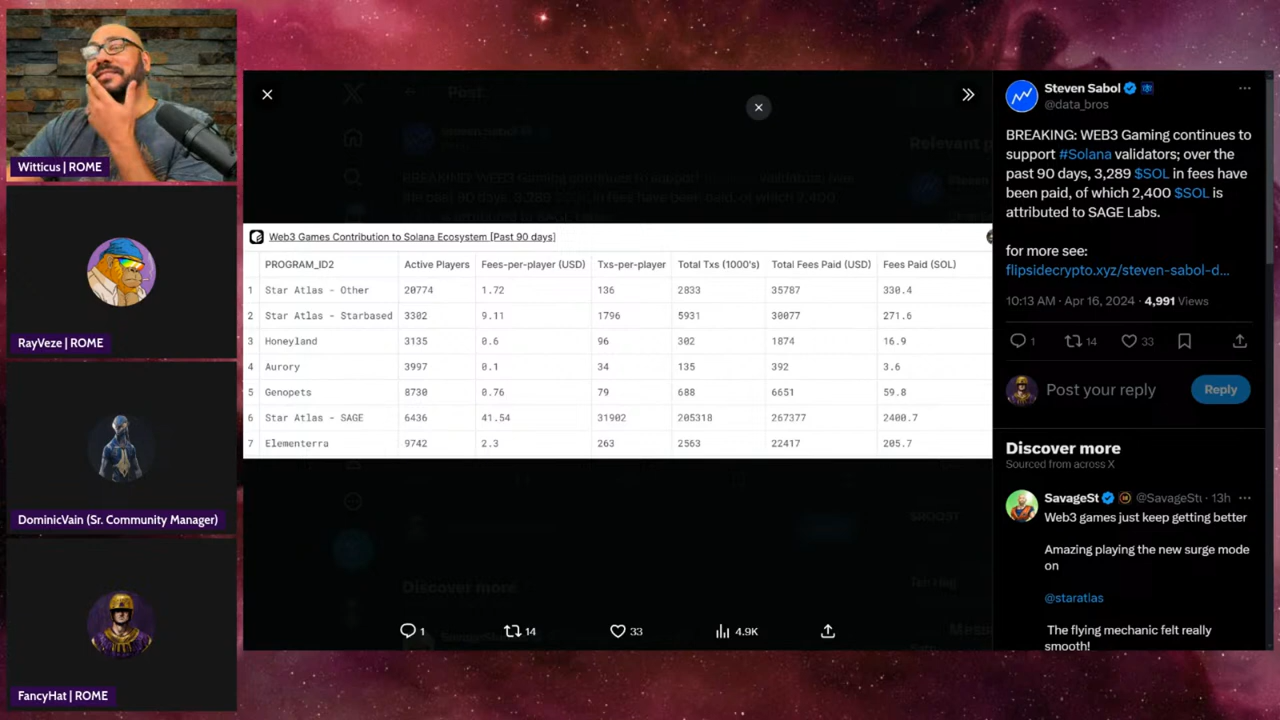 Witticus | ROME
RayVeze | ROME
DominicVain (Sr. Community Manager)
FancyHat | ROME
Post
Web3 Games Contribution to Solana Ecosystem [Past 90 days]
PROGRAM_ID2 Active Players Fees-per-player (USD) Txs-per-player Total Txs (1000's) Total Fees Paid (USD) Fees Paid (SOL)
1 Star Atlas - Other 20774 1.72 136 2833 35787 330.4
2 Star Atlas - Starbased 3302 9.11 1796 5931 30077 271.6
3 Honeyland 3135 0.6 96 302 1874 16.9
4 Aurory 3997 0.1 34 135 392 3.6
5 Genopets 8730 0.76 79 688 6651 59.8
6 Star Atlas - SAGE 6436 41.54 31902 205318 267377 2400.7
7 Elementerra 9742 2.3 263 2563 22417 205.7
Discover more
1 14 33 4.9K
Steven Sabol
@data_bros
BREAKING: WEB3 Gaming continues to
support #Solana validators; over the
past 90 days, 3,289 $SOL in fees have
been paid, of which 2,400 $SOL is
attributed to SAGE Labs.
for more see:
flipsidecrypto.xyz/steven-sabol-d...
10:13 AM · Apr 16, 2024 · 4,991 Views
1 14 33
Post your reply Reply
Discover more
Sourced from across X
SavageSt @SavageStu · 13h
Web3 games just keep getting better
Amazing playing the new surge mode
on
@staratlas
The flying mechanic felt really
smooth!